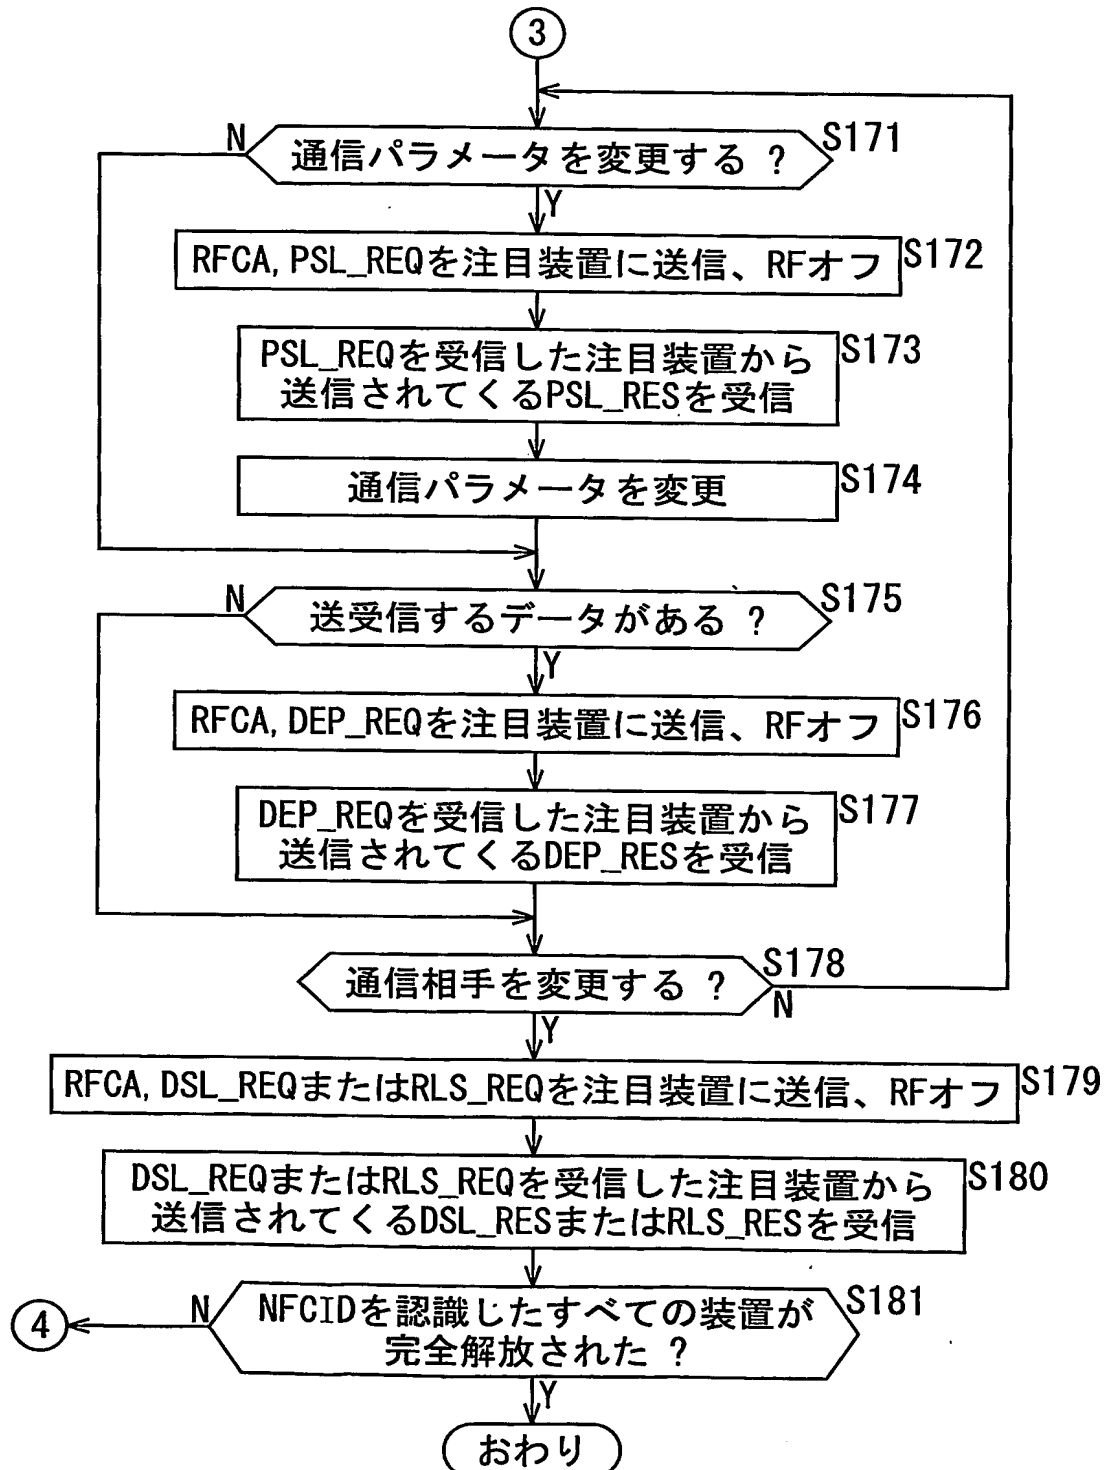 3
N
通信パラメータを変更する ?
S171
Y
RFCA, PSL_REQを注目装置に送信、RFオフ
S172
PSL_REQを受信した注目装置から
送信されてくるPSL_RESを受信
S173
通信パラメータを変更
S174
N
送受信するデータがある ?
S175
Y
RFCA, DEP_REQを注目装置に送信、RFオフ
S176
DEP_REQを受信した注目装置から
送信されてくるDEP_RESを受信
S177
通信相手を変更する ?
S178
N
Y
RFCA, DSL_REQまたはRLS_REQを注目装置に送信、RFオフ
S179
DSL_REQまたはRLS_REQを受信した注目装置から
送信されてくるDSL_RESまたはRLS_RESを受信
S180
4
N
NFCIDを認識じたすべての装置が
完全解放された ?
S181
Y
おわり